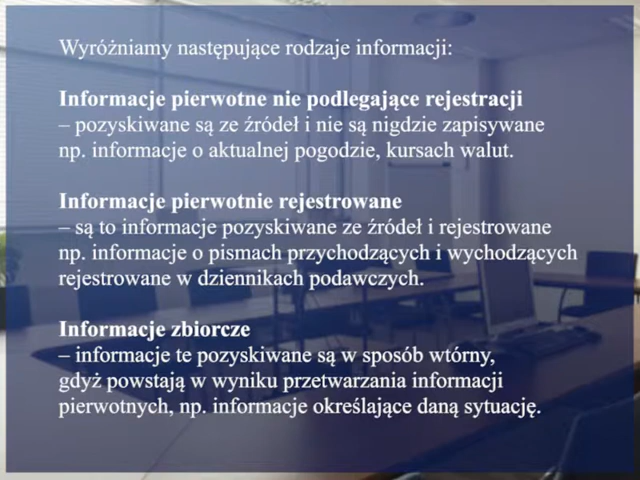 Wyróżniamy następujące rodzaje informacji:
Informacje pierwotne nie podlegające rejestracji
– pozyskiwane są ze źródeł i nie są nigdzie zapisywane
np. informacje o aktualnej pogodzie, kursach walut.
Informacje pierwotnie rejestrowane
– są to informacje pozyskiwane ze źródeł i rejestrowane
np. informacje o pismach przychodzących i wychodzących
rejestrowane w dziennikach podawczych.
Informacje zbiorcze
– informacje te pozyskiwane są w sposób wtórny,
gdyż powstają w wyniku przetwarzania informacji
pierwotnych, np. informacje określające daną sytuację.